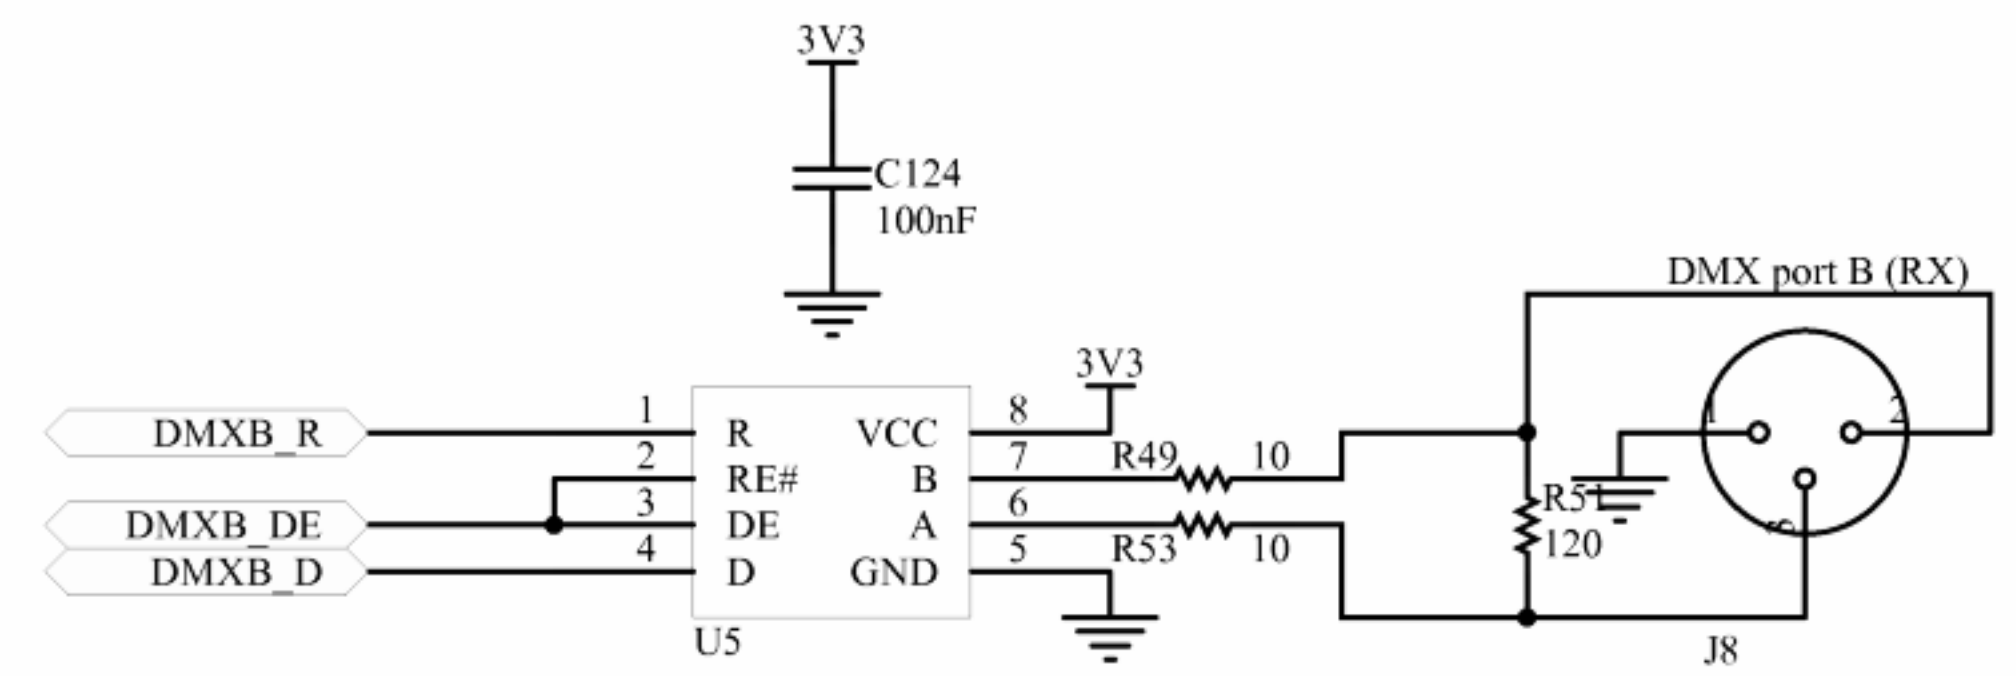 3V3
C124
100nF
DMX port B (RX)
3V3
DMXB_R
1
R
VCC
8
2
RE#
B
7
R49
10
DMXB_DE
3
DE
A
6
R53
10
DMXB_D
4
D
GND
5
U5
R51
120
1
2
3
J8